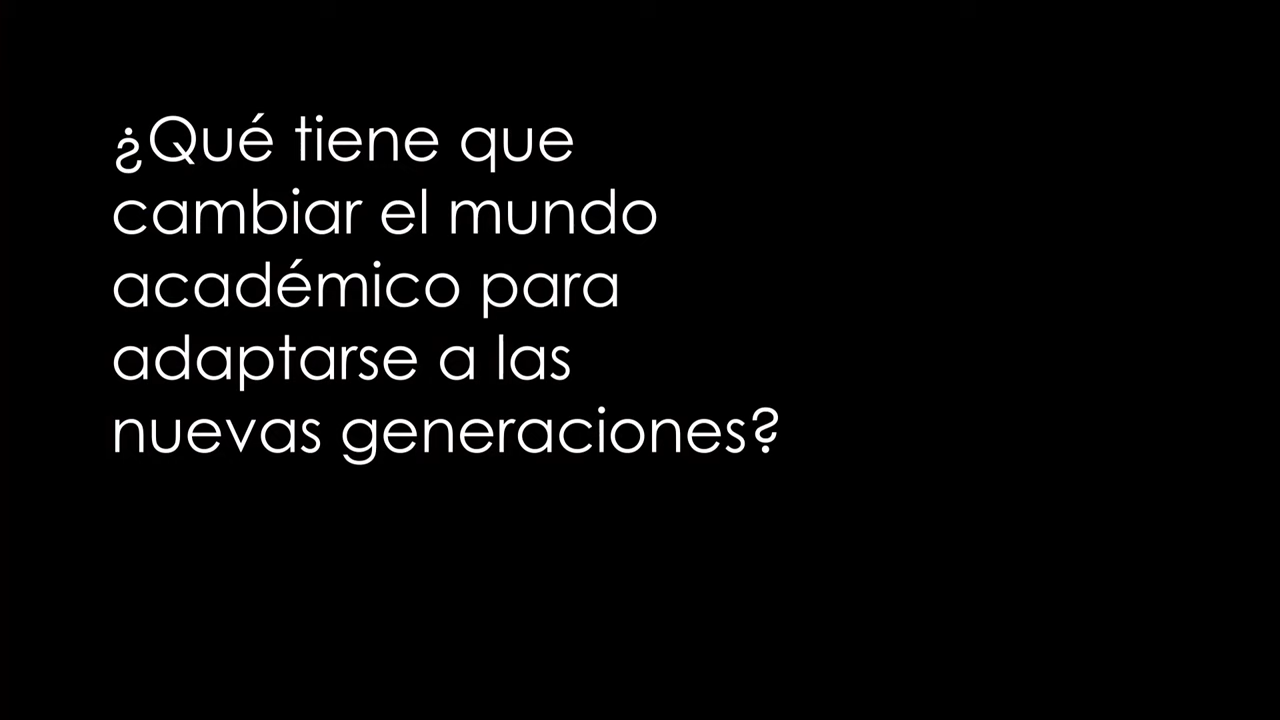 ¿Qué tiene que
cambiar el mundo
académico para
adaptarse a las
nuevas generaciones?